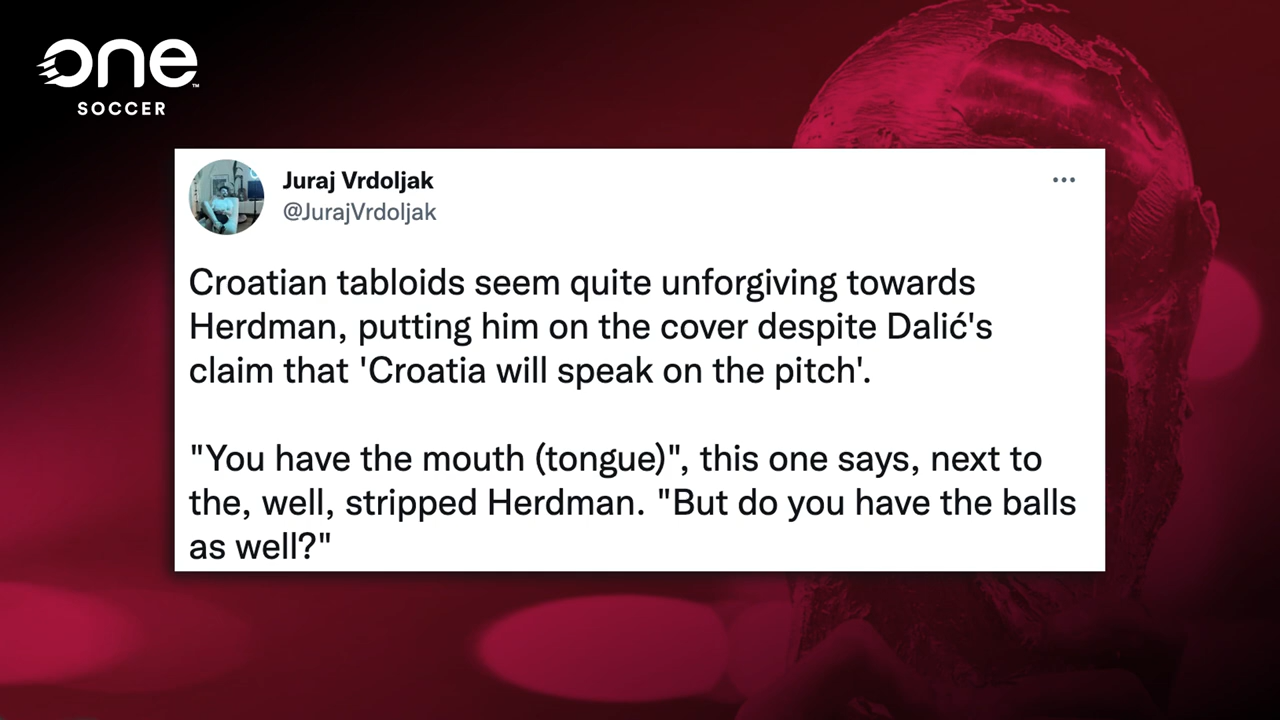 one™
SOCCER
Juraj Vrdoljak
@JurajVrdoljak
Croatian tabloids seem quite unforgiving towards
Herdman, putting him on the cover despite Dalić's
claim that 'Croatia will speak on the pitch'.
"You have the mouth (tongue)", this one says, next to
the, well, stripped Herdman. "But do you have the balls
as well?"